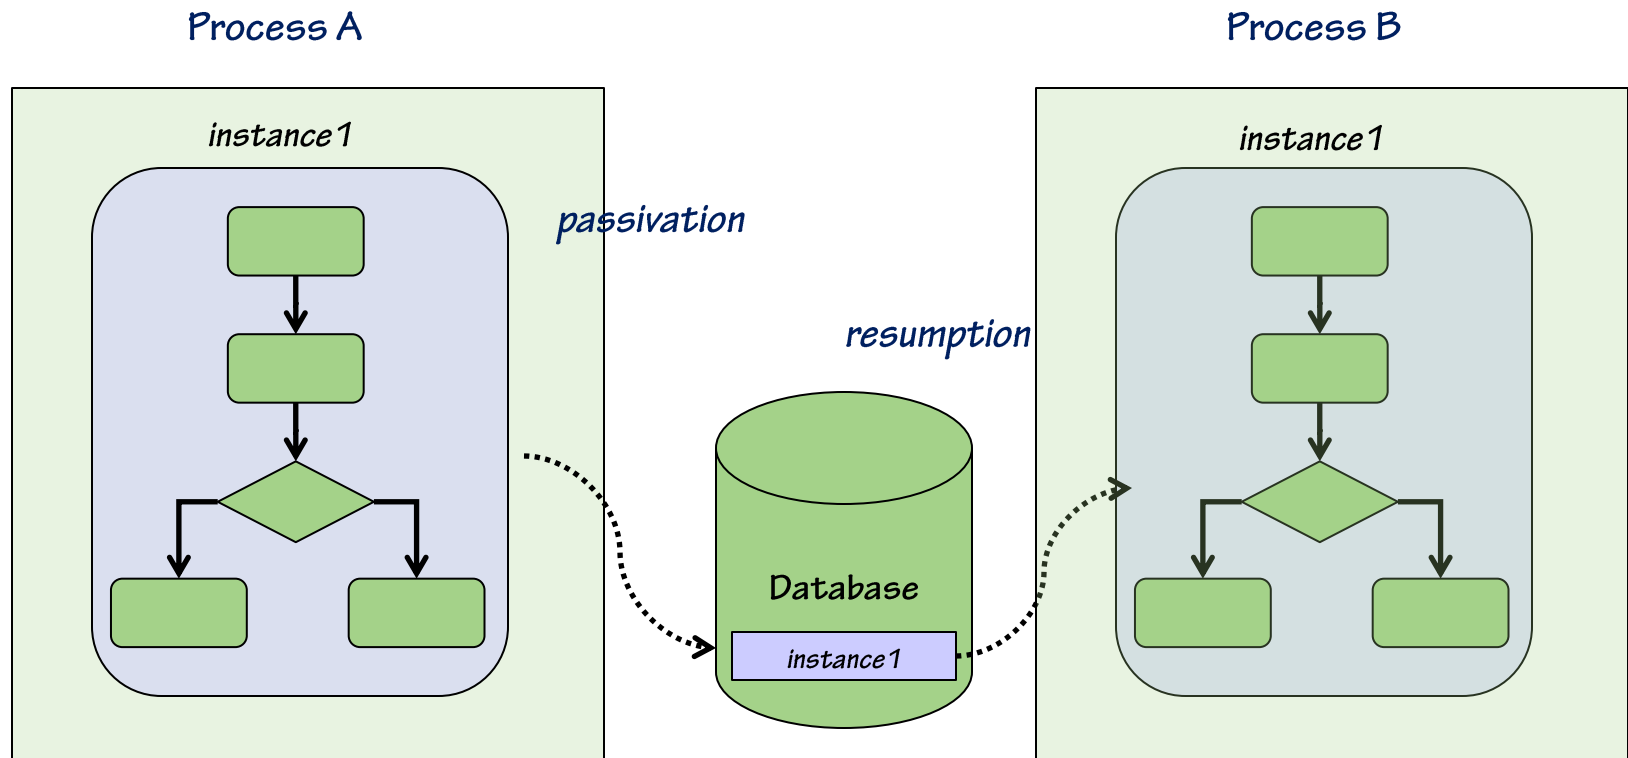 Process A
Process B
instance1
instance1
passivation
resumption
Database
instance1